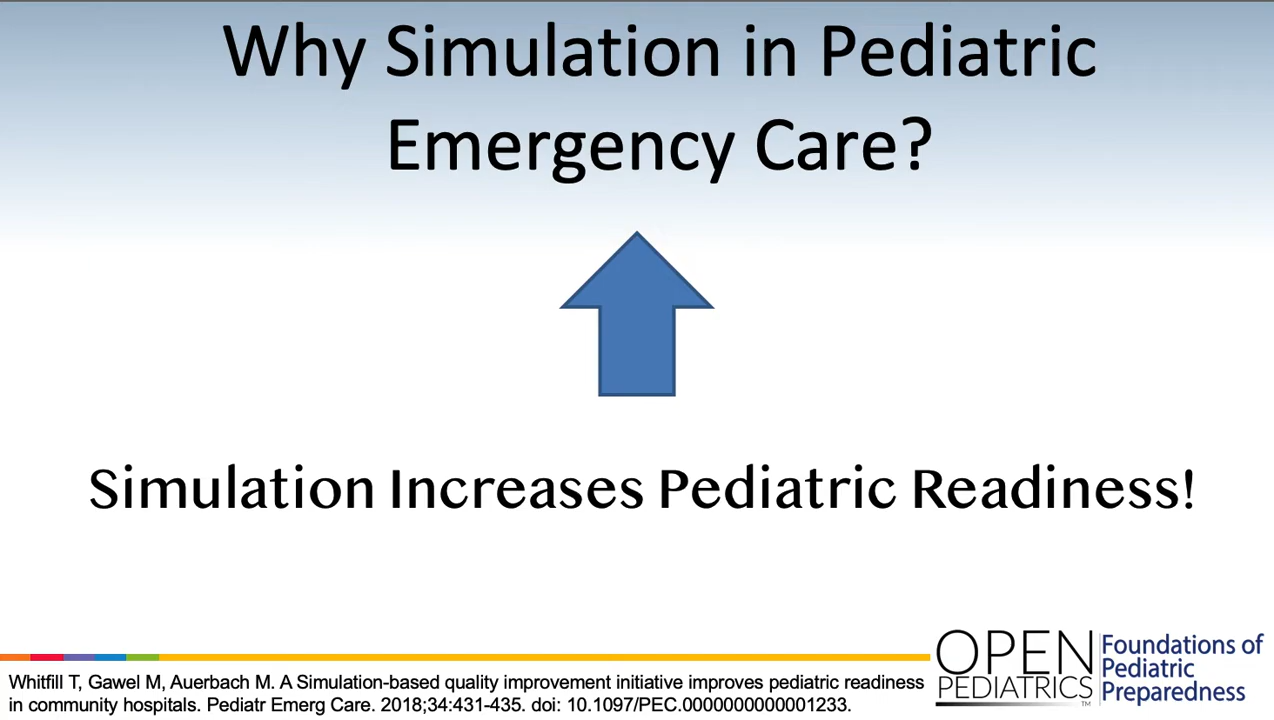 Why Simulation in Pediatric
Emergency Care?
Simulation Increases Pediatric Readiness!
Whitfill T, Gawel M, Auerbach M. A Simulation-based quality improvement initiative improves pediatric readiness
in community hospitals. Pediatr Emerg Care. 2018;34:431-435. doi: 10.1097/PEC.0000000000001233.
OPEN
PEDIATRICS™
Foundations of
Pediatric
Preparedness